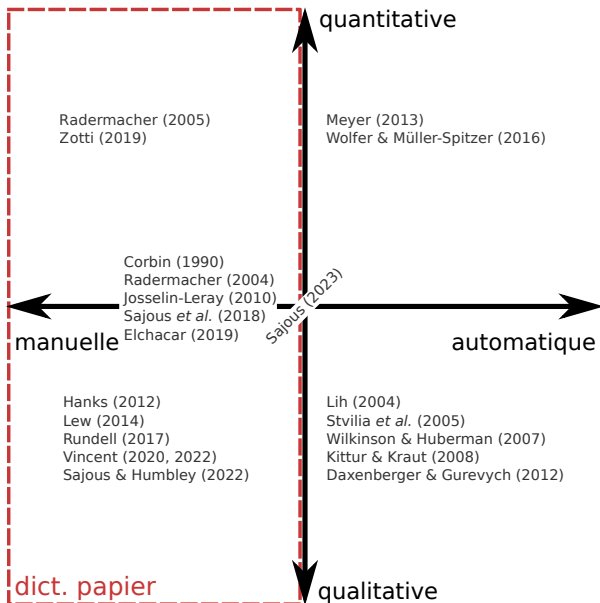 quantitative
Radermacher (2005)
Zotti (2019)
Meyer (2013)
Wolfer & Müller-Spitzer (2016)
Corbin (1990)
Radermacher (2004)
Josselin-Leray (2010)
Sajous et al. (2018)
Elchacar (2019)
Sajous (2023)
manuelle
automatique
Hanks (2012)
Lew (2014)
Rundell (2017)
Vincent (2020, 2022)
Sajous & Humbley (2022)
Lih (2004)
Stvilia et al. (2005)
Wilkinson & Huberman (2007)
Kittur & Kraut (2008)
Daxenberger & Gurevych (2012)
dict. papier
qualitative